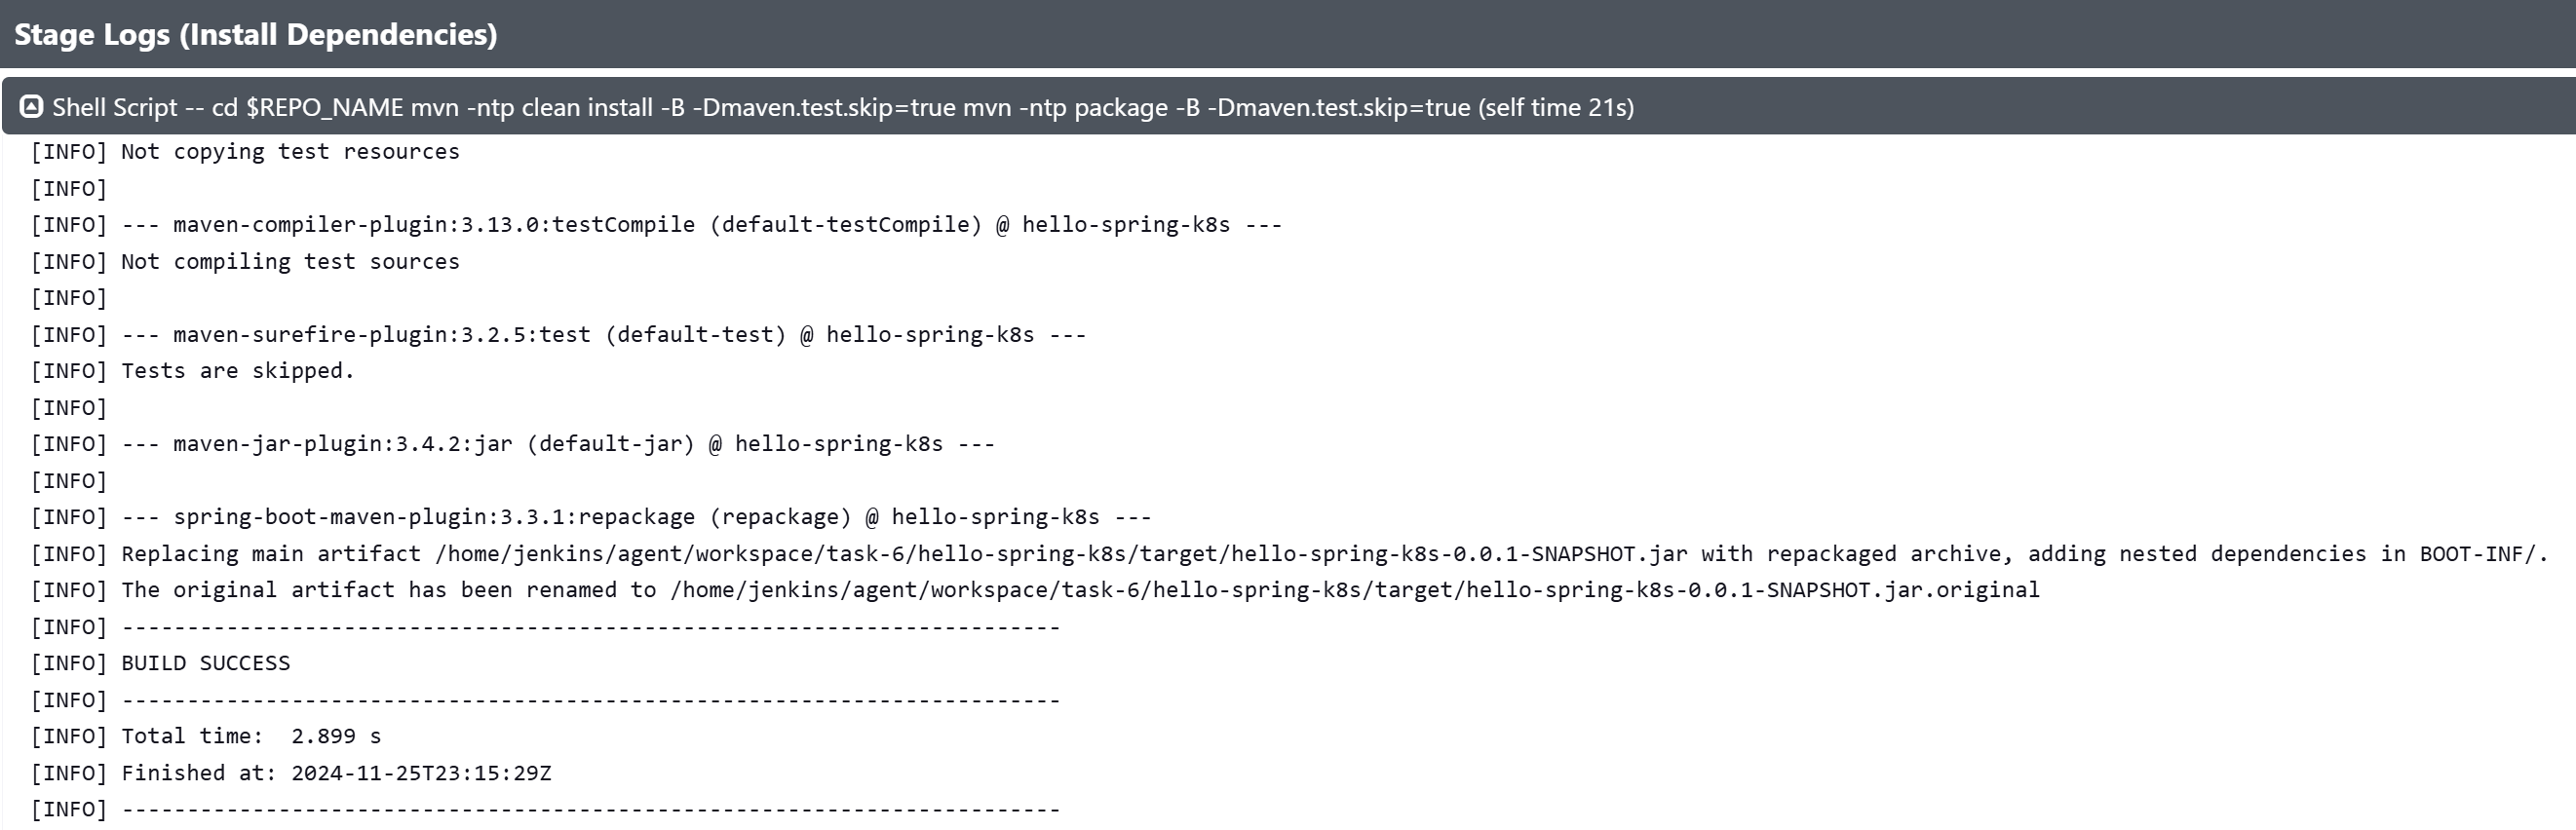 Stage Logs (Install Dependencies)
Shell Script -- cd $REPO_NAME mvn -ntp clean install -B -Dmaven.test.skip=true mvn -ntp package -B -Dmaven.test.skip=true (self time 21s)
[INFO] Not copying test resources
[INFO]
[INFO] --- maven-compiler-plugin:3.13.0:testCompile (default-testCompile) @ hello-spring-k8s ---
[INFO] Not compiling test sources
[INFO]
[INFO] --- maven-surefire-plugin:3.2.5:test (default-test) @ hello-spring-k8s ---
[INFO] Tests are skipped.
[INFO]
[INFO] --- maven-jar-plugin:3.4.2:jar (default-jar) @ hello-spring-k8s ---
[INFO]
[INFO] --- spring-boot-maven-plugin:3.3.1:repackage (repackage) @ hello-spring-k8s ---
[INFO] Replacing main artifact /home/jenkins/agent/workspace/task-6/hello-spring-k8s/target/hello-spring-k8s-0.0.1-SNAPSHOT.jar with repackaged archive, adding nested dependencies in BOOT-INF/.
[INFO] The original artifact has been renamed to /home/jenkins/agent/workspace/task-6/hello-spring-k8s/target/hello-spring-k8s-0.0.1-SNAPSHOT.jar.original
[INFO] ------------------------------------------------------------------------
[INFO] BUILD SUCCESS
[INFO] ------------------------------------------------------------------------
[INFO] Total time:  2.899 s
[INFO] Finished at: 2024-11-25T23:15:29Z
[INFO] ------------------------------------------------------------------------